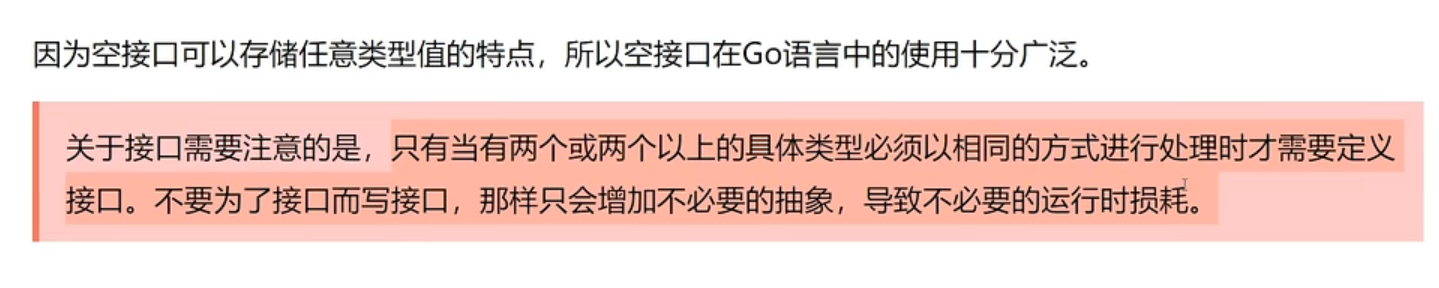 因为空接口可以存储任意类型值的特点，所以空接口在Go语言中的使用十分广泛。
关于接口需要注意的是，只有当有两个或两个以上的具体类型必须以相同的方式进行处理时才需要定义
接口。不要为了接口而写接口，那样只会增加不必要的抽象，导致不必要的运行时损耗。